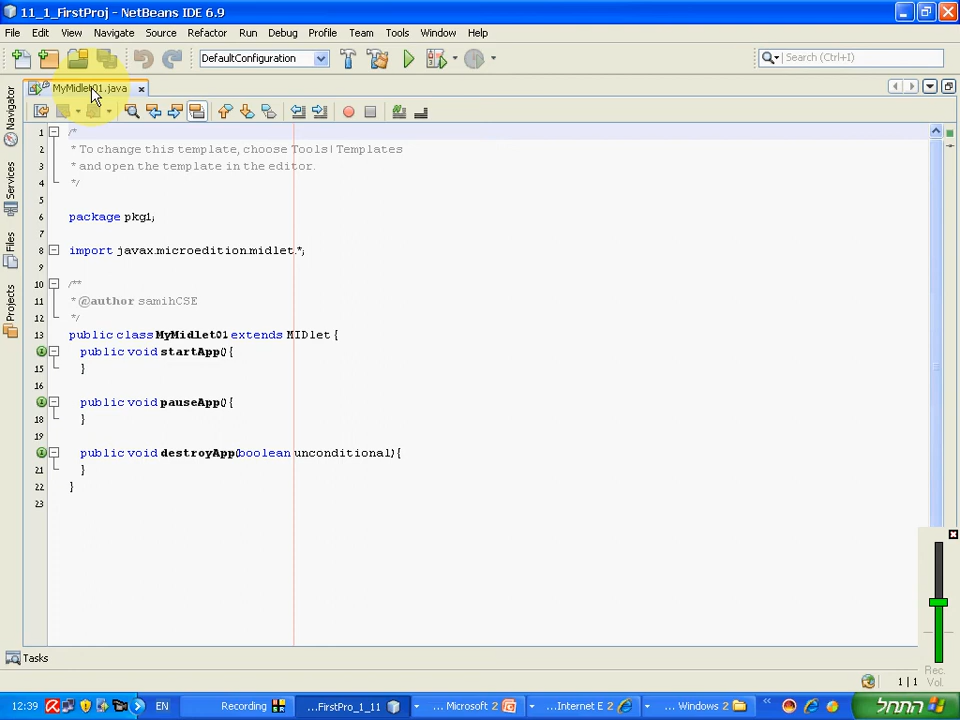 11_1_FirstProj - NetBeans IDE 6.9
File Edit View Navigate Source Refactor Run Debug Profile Team Tools Window Help
DefaultConfiguration
Search (Ctrl+I)
MyMidlet01.java
Navigator
Services
Files
Projects
1 /*
2 * To change this template, choose Tools | Templates
3 * and open the template in the editor.
4 */
5
6 package pkg1;
7
8 import javax.microedition.midlet.*;
9
10 /**
11 * @author samihCSE
12 */
13 public class MyMidlet01 extends MIDlet {
public void startApp() {
15 }
16
public void pauseApp() {
18 }
19
public void destroyApp(boolean unconditional) {
21 }
22 }
23
Tasks
1 | 1
Rec.
Vol.
12:39 EN Recording ...FirstPro_1_11 ... Microsoft 2 ...Internet E 2 ... Windows 2 התחל